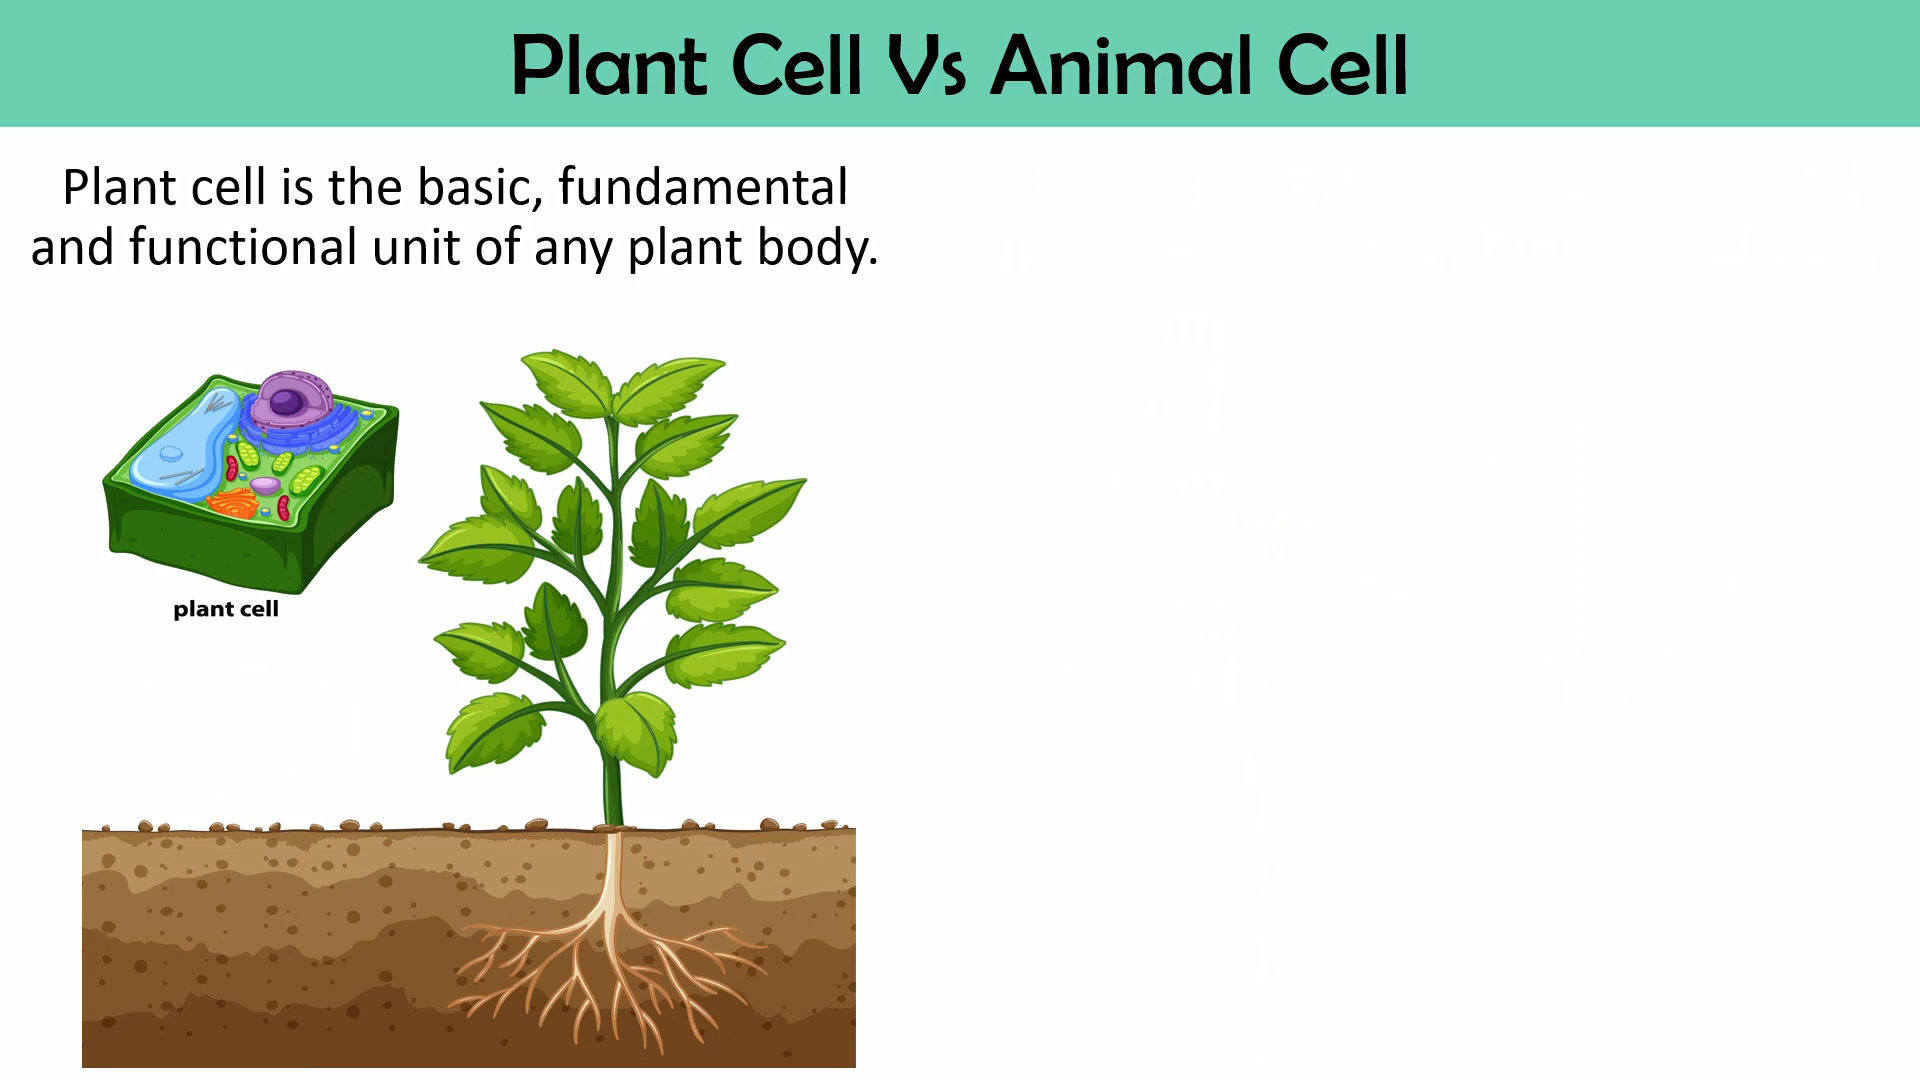 Plant Cell Vs Animal Cell
Plant cell is the basic, fundamental
and functional unit of any plant body.
plant cell